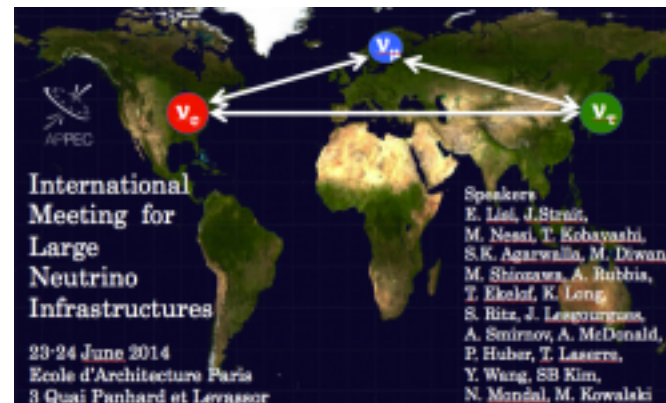 νμ
νe
ντ
APPEC
International
Meeting for
Large
Neutrino
Infrastructures
23-24 June 2014
Ecole d'Architecture Paris
3 Quai Panhard et Levassor
Speakers
E. Lisi, J.Strait,
M. Nessi, T. Kobayashi,
S.K. Agarwalla, M. Diwan
M. Shiozawa, A. Rubbia,
T. Ekelof, K. Long,
S. Ritz, J. Lesgourgues,
A. Smirnov, A. McDonald,
P. Huber, T. Laserre,
Y. Wang, SB Kim,
N. Mondal, M. Kowalski